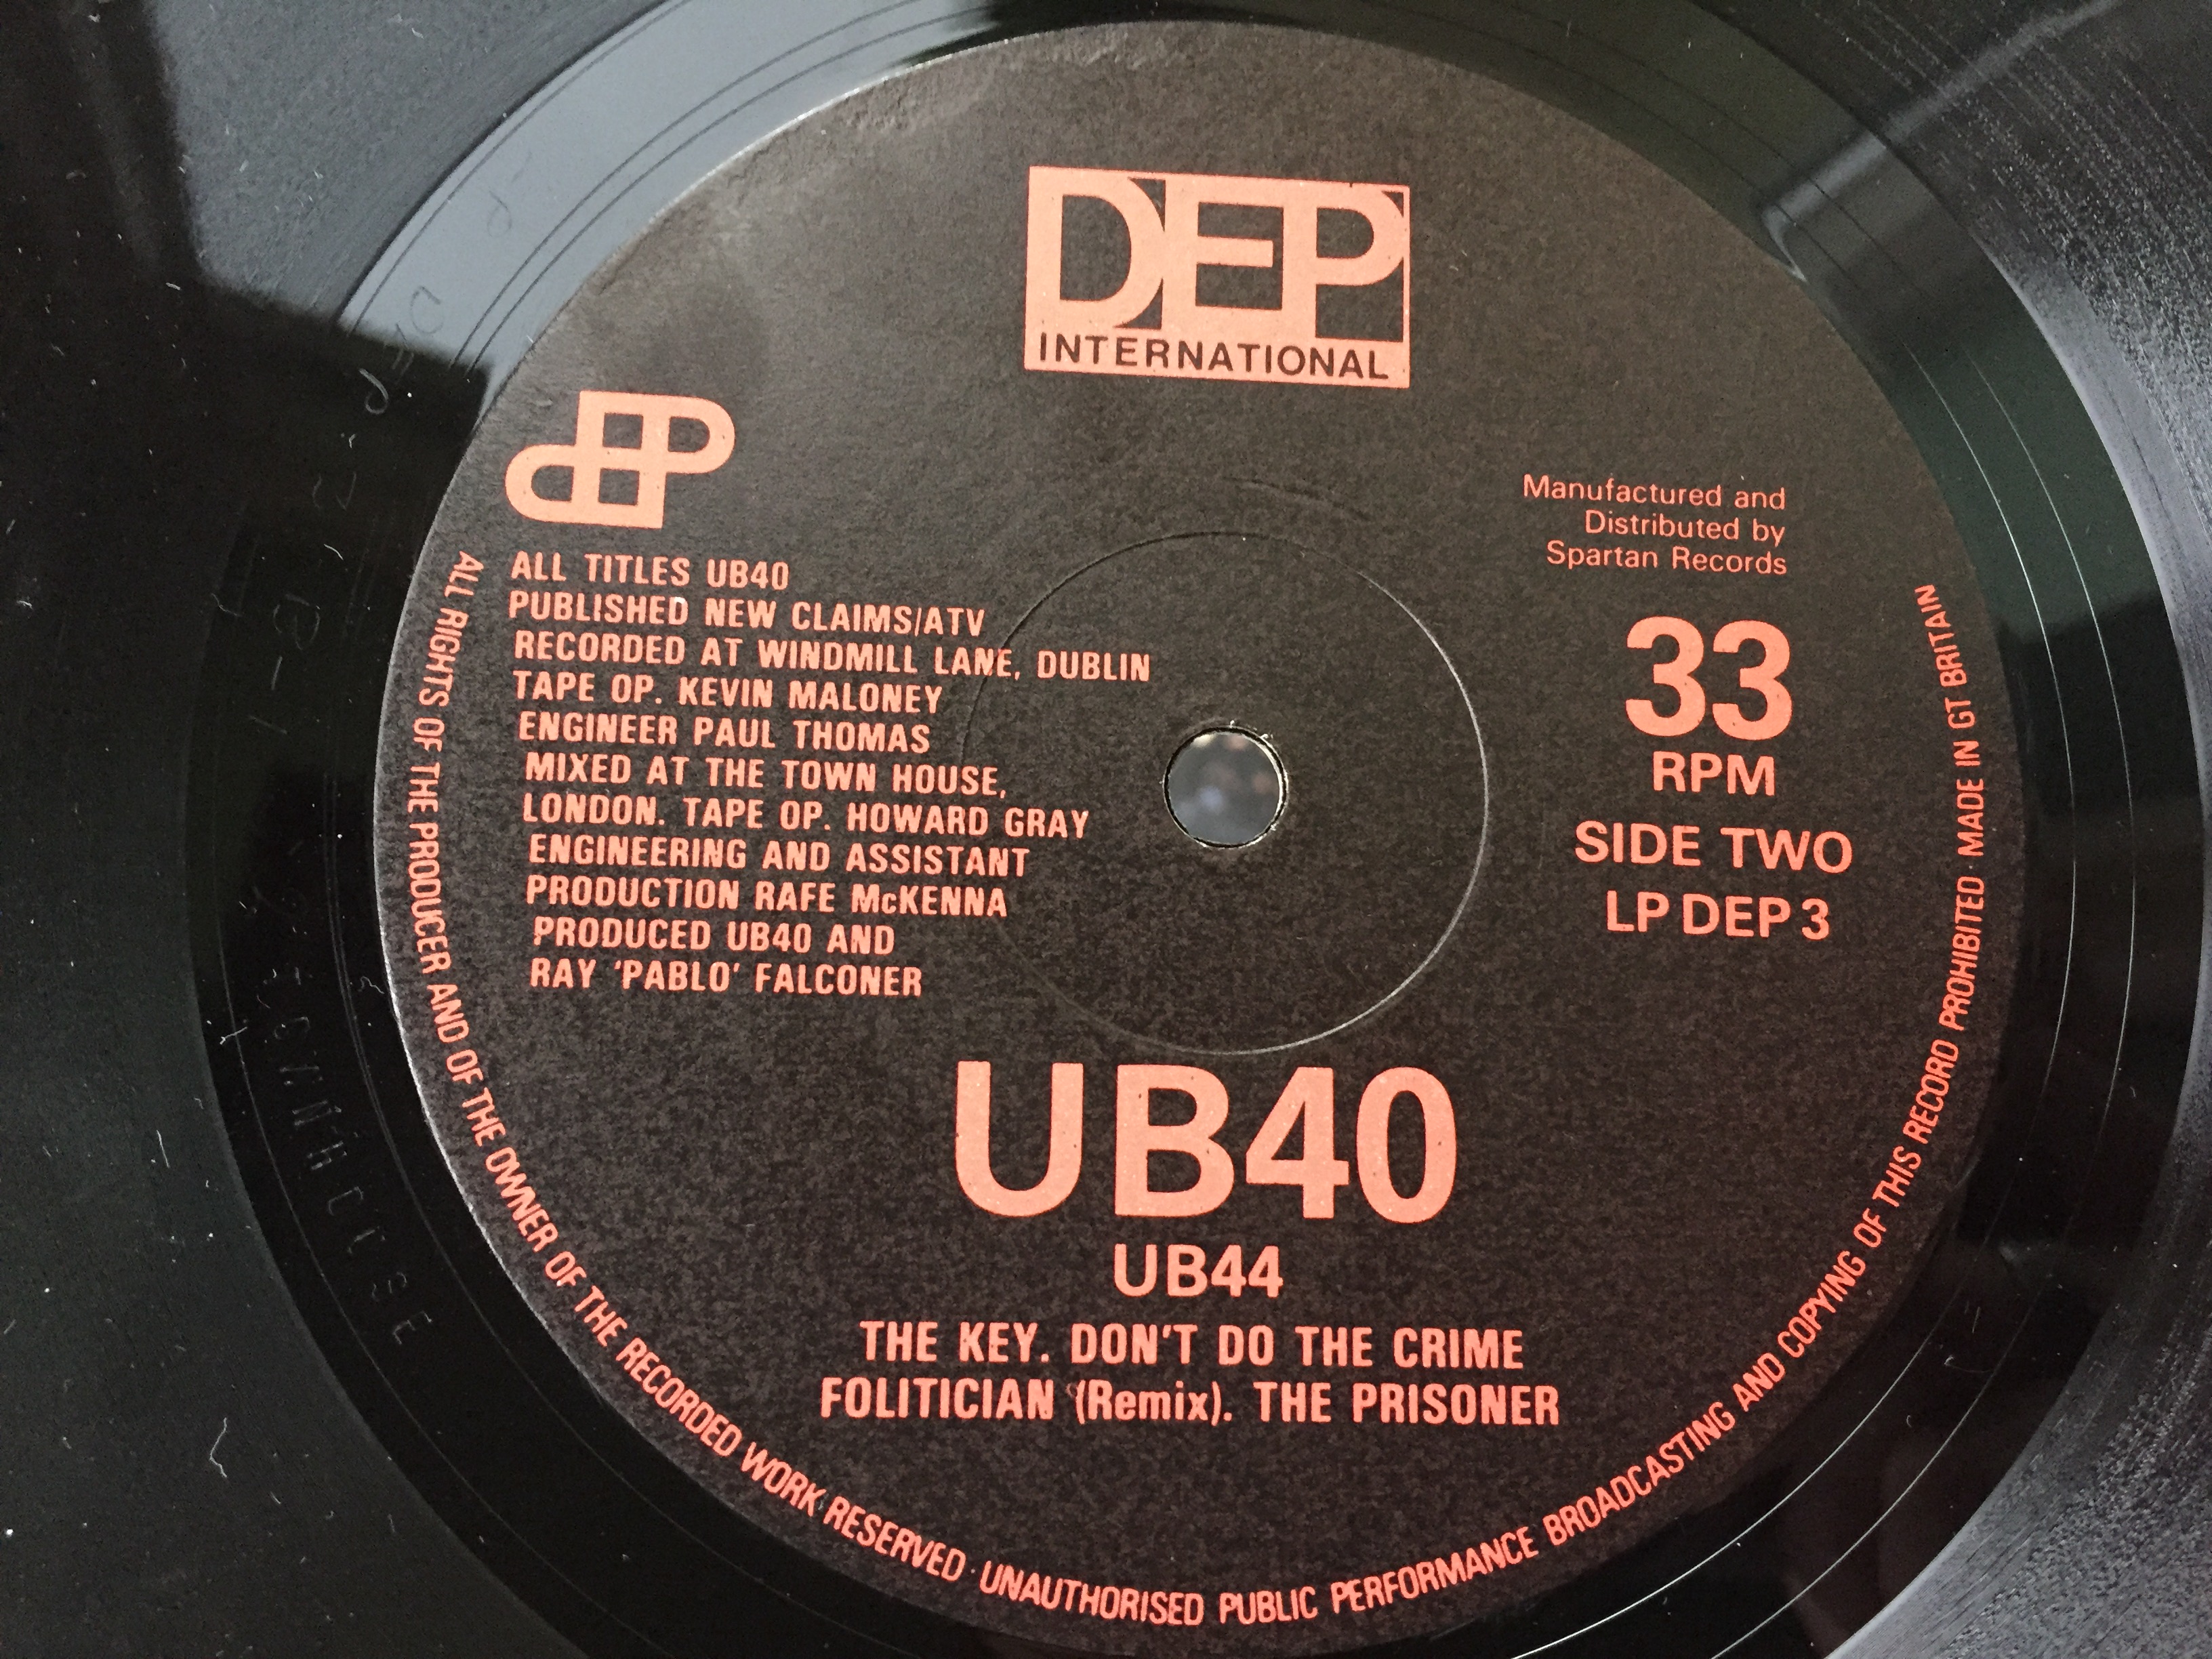 DEP
INTERNATIONAL
dEP
Manufactured and
Distributed by
Spartan Records
ALL TITLES UB40
PUBLISHED NEW CLAIMS/ATV
RECORDED AT WINDMILL LANE, DUBLIN
TAPE OP. KEVIN MALONEY
ENGINEER PAUL THOMAS
MIXED AT THE TOWN HOUSE,
LONDON. TAPE OP. HOWARD GRAY
ENGINEERING AND ASSISTANT
PRODUCTION RAFE McKENNA
PRODUCED UB40 AND
RAY 'PABLO' FALCONER
33
RPM
SIDE TWO
LP DEP 3
UB40
UB44
THE KEY. DON'T DO THE CRIME
FOLITICIAN (Remix). THE PRISONER
ALL RIGHTS OF THE PRODUCER AND OF THE OWNER OF THE RECORDED WORK RESERVED · UNAUTHORISED PUBLIC PERFORMANCE BROADCASTING AND COPYING OF THIS RECORD PROHIBITED MADE IN GT BRITAIN
TOWNHOUSE